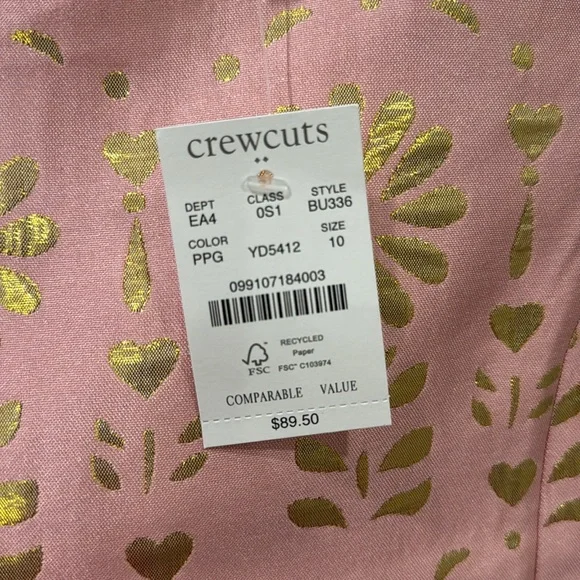 crewcuts
DEPT CLASS STYLE
EA4 0S1 BU336
COLOR SIZE
PPG YD5412 10
099107184003
RECYCLED
Paper
FSC FSC™ C103974
COMPARABLE VALUE
$89.50